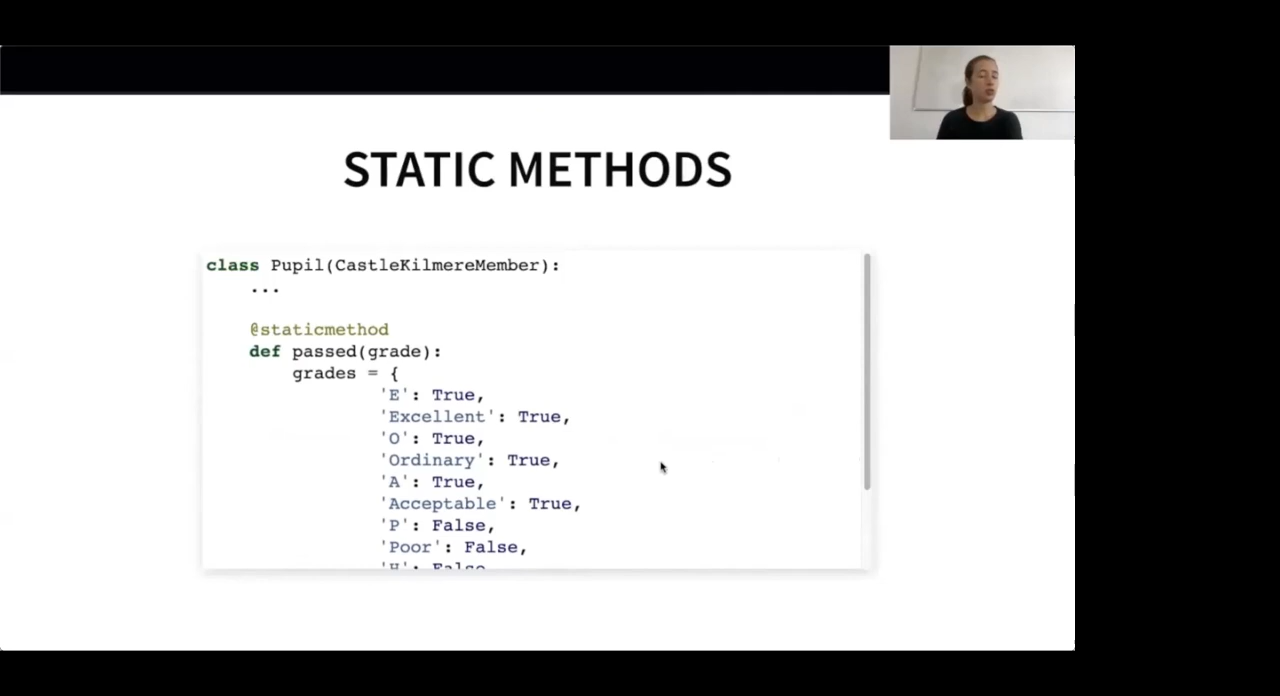 STATIC METHODS
class Pupil(CastleKilmereMember):
...
@staticmethod
def passed(grade):
grades = {
'E': True,
'Excellent': True,
'O': True,
'Ordinary': True,
'A': True,
'Acceptable': True,
'P': False,
'Poor': False,
'H': False